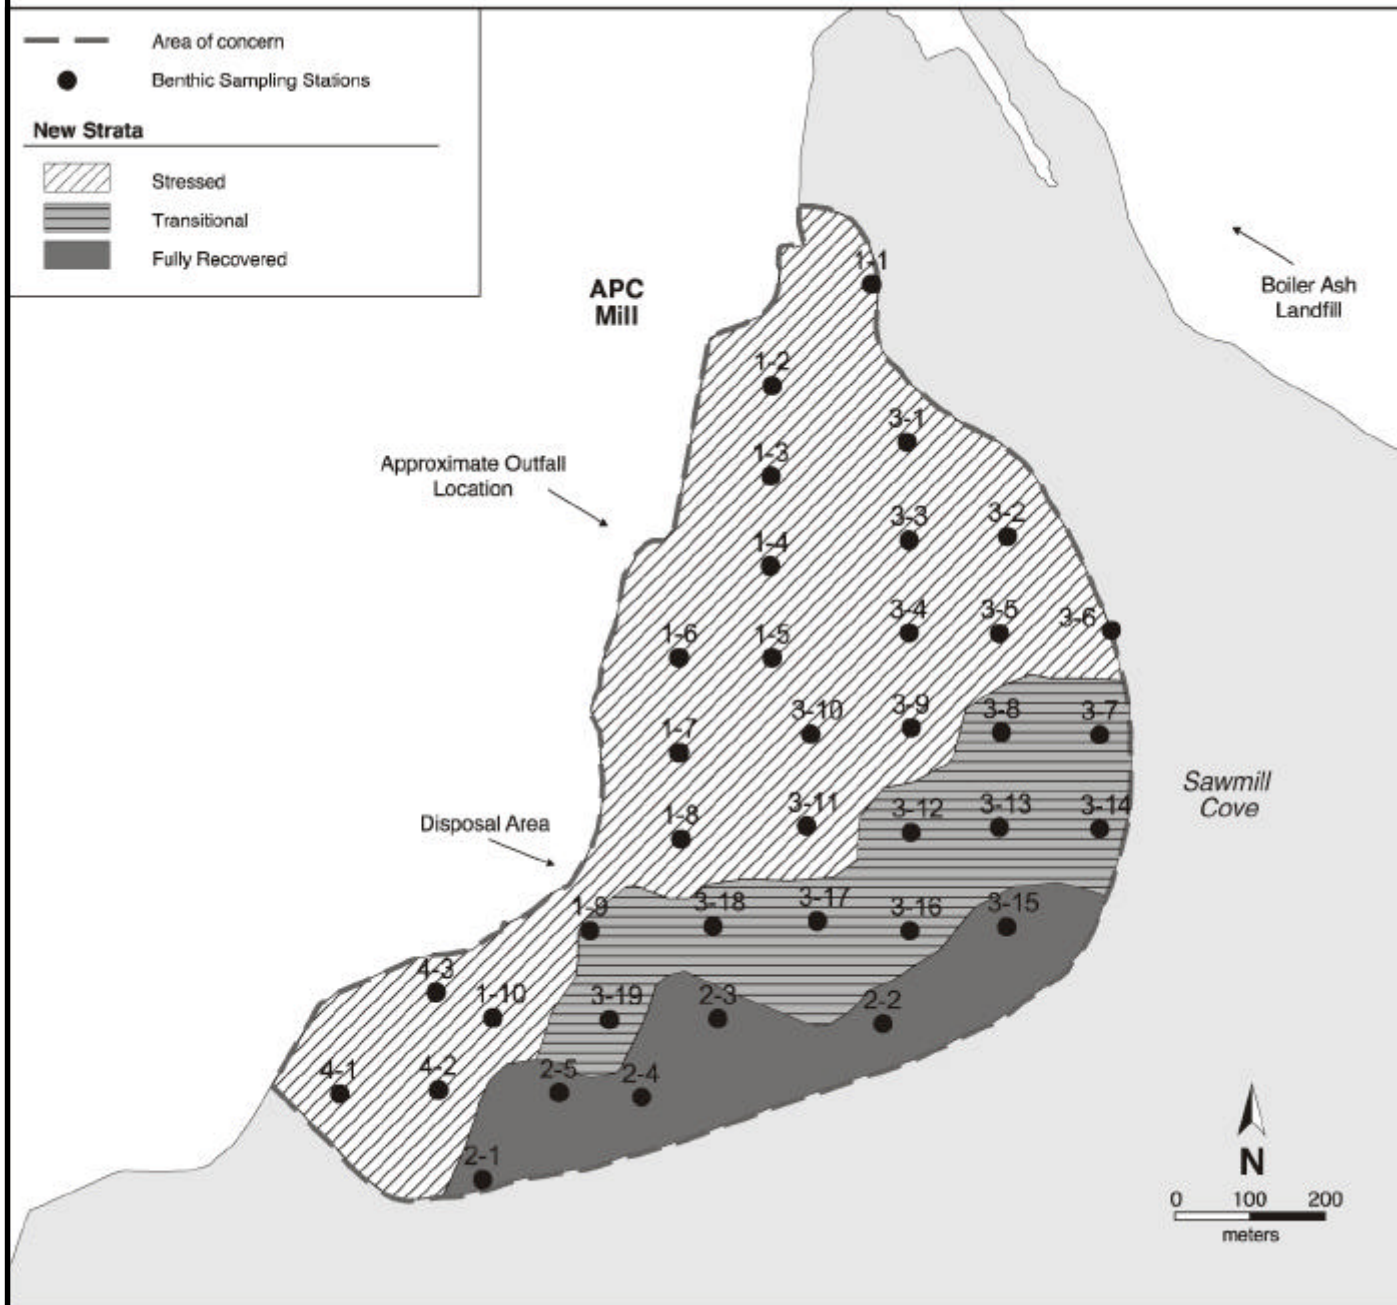 Area of concern
Benthic Sampling Stations
New Strata
Stressed
Transitional
Fully Recovered
APC
Mill
Boiler Ash
Landfill
1-1
1-2
3-1
1-3
Approximate Outfall
Location
3-3
3-2
1-4
3-4
3-5
3-6
1-6
1-5
3-10
3-9
3-8
3-7
1-7
Sawmill
Cove
3-11
3-12
3-13
3-14
1-8
Disposal Area
1-9
3-18
3-17
3-16
3-15
4-3
1-10
3-19
2-3
2-2
4-1
4-2
2-5
2-4
2-1
N
0 100 200
meters